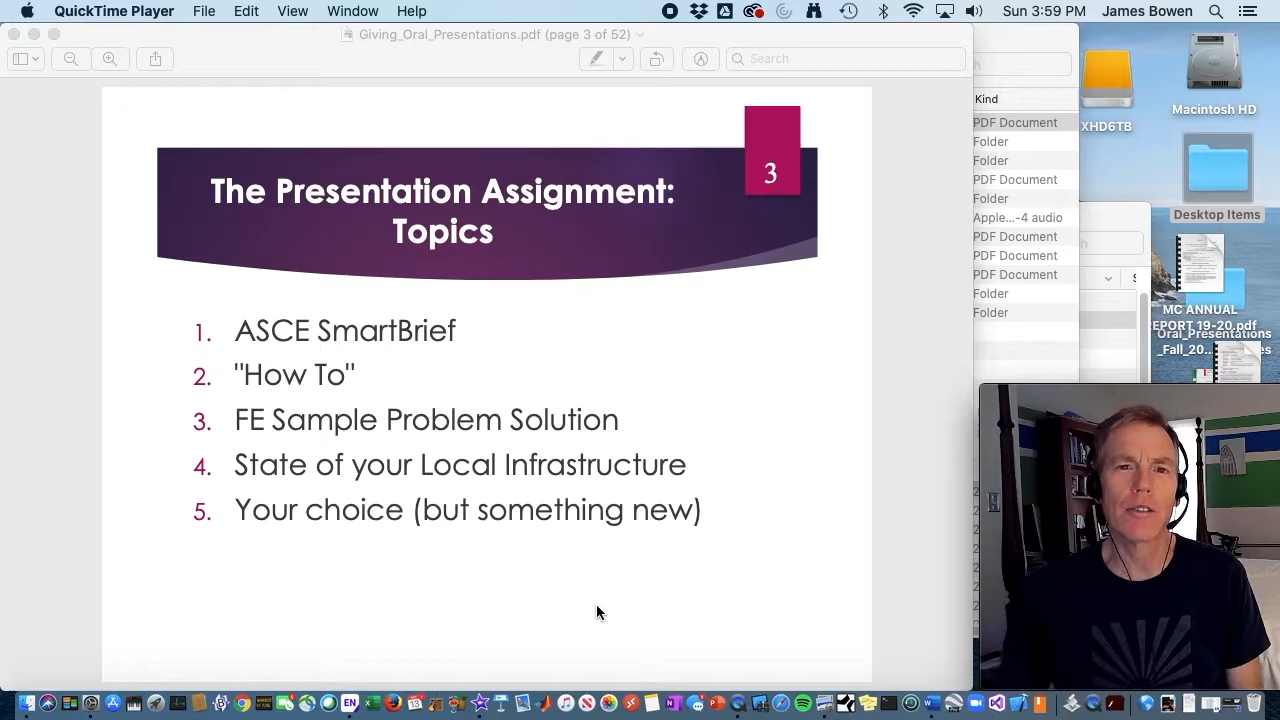 QuickTime Player File Edit View Window Help Sun 3:59 PM James Bowen
Giving_Oral_Presentations.pdf (page 3 of 52)
Search
3
The Presentation Assignment:
Topics
1. ASCE SmartBrief
2. "How To"
3. FE Sample Problem Solution
4. State of your Local Infrastructure
5. Your choice (but something new)
Kind
PDF Document
Folder
Folder
PDF Document
Folder
Apple...-4 audio
PDF Document
PDF Document
PDF Document
Folder
Folder
XHD6TB
Macintosh HD
Desktop Items
MC ANNUAL
EPORT 19-20.pdf
Oral_Presentations
_Fall_20...
EN